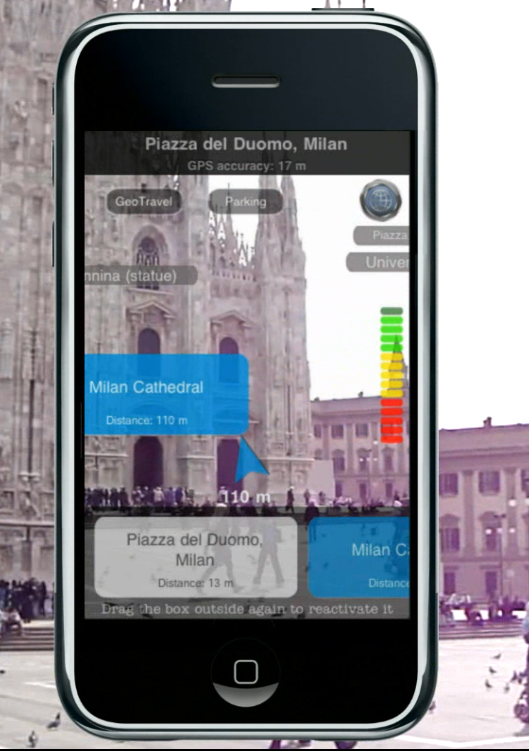 Piazza del Duomo, Milan
GPS accuracy: 17 m
GeoTravel
Parking
Piazza
nnina (statue)
Univer
Milan Cathedral
Distance: 110 m
110 m
Piazza del Duomo,
Milan
Distance: 13 m
Milan C
Distance
Drag the box outside again to reactivate it